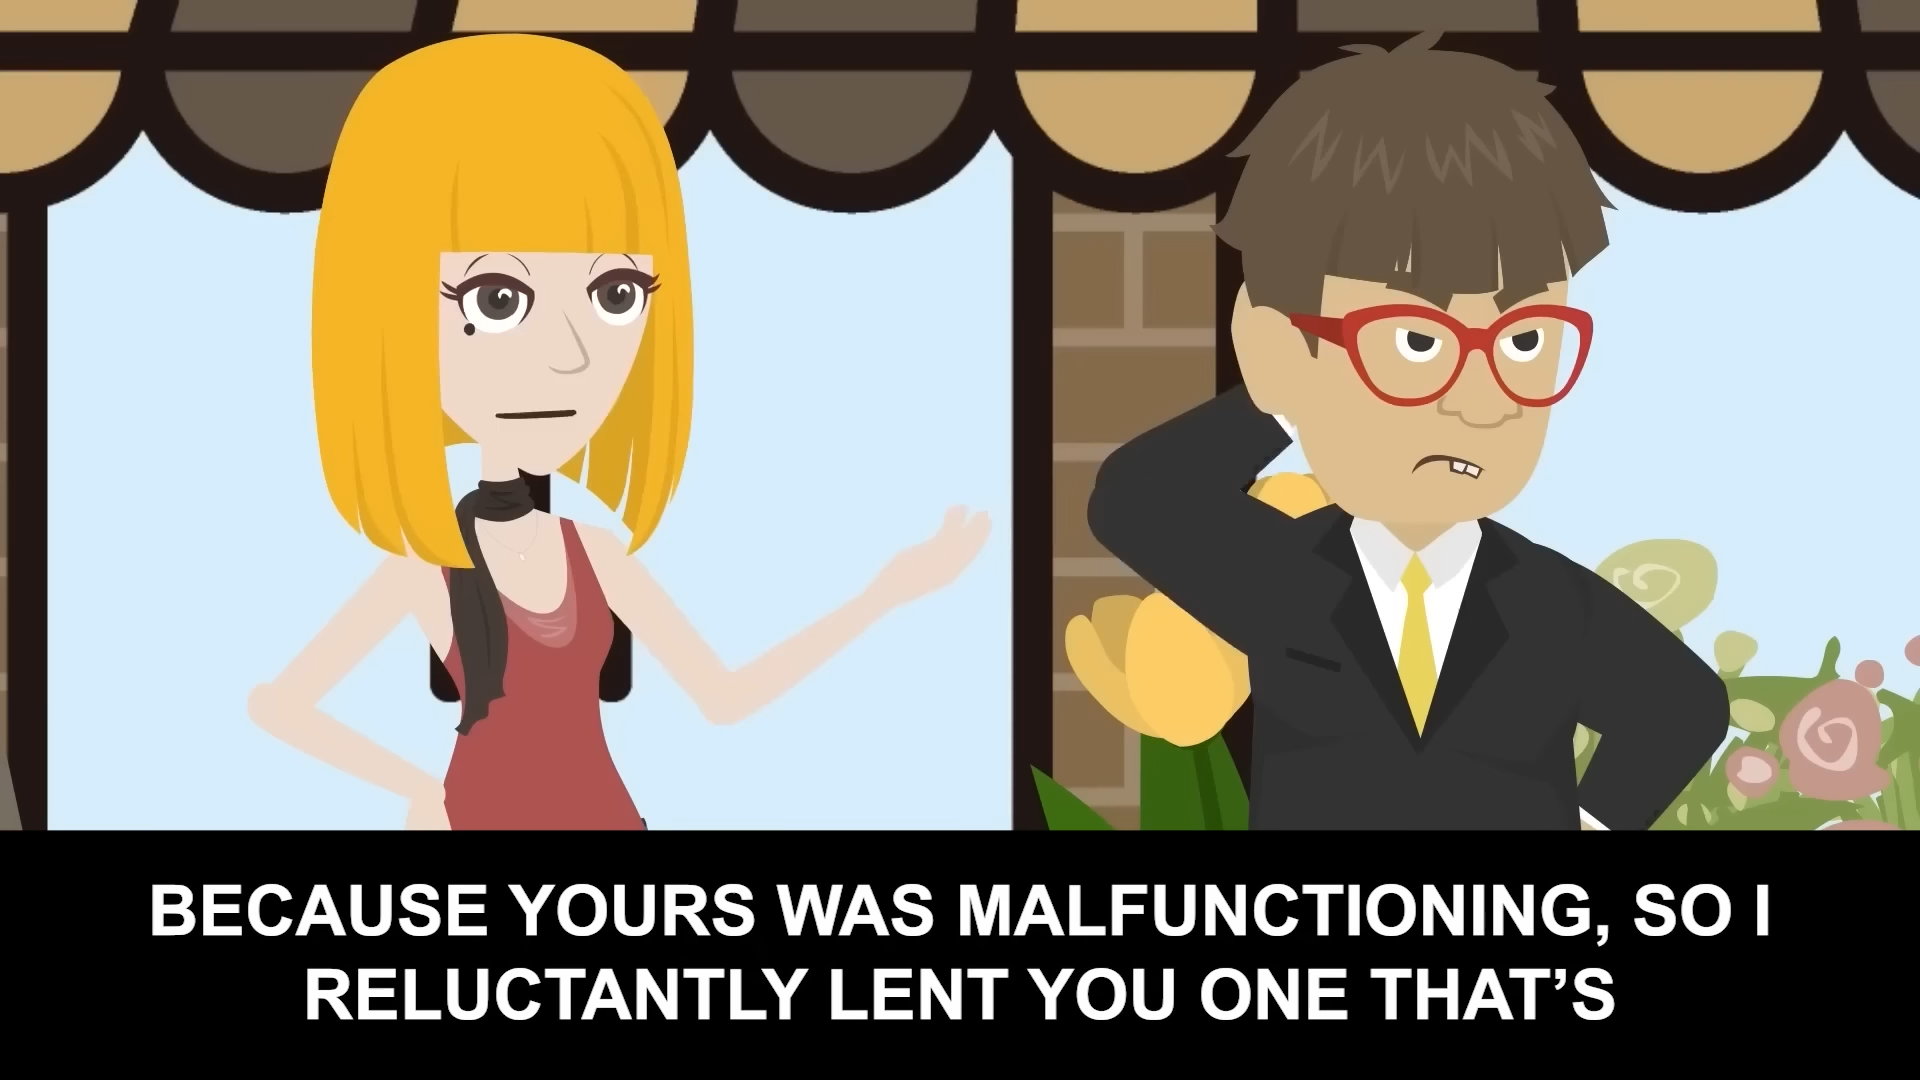 BECAUSE YOURS WAS MALFUNCTIONING, SO I
RELUCTANTLY LENT YOU ONE THAT’S